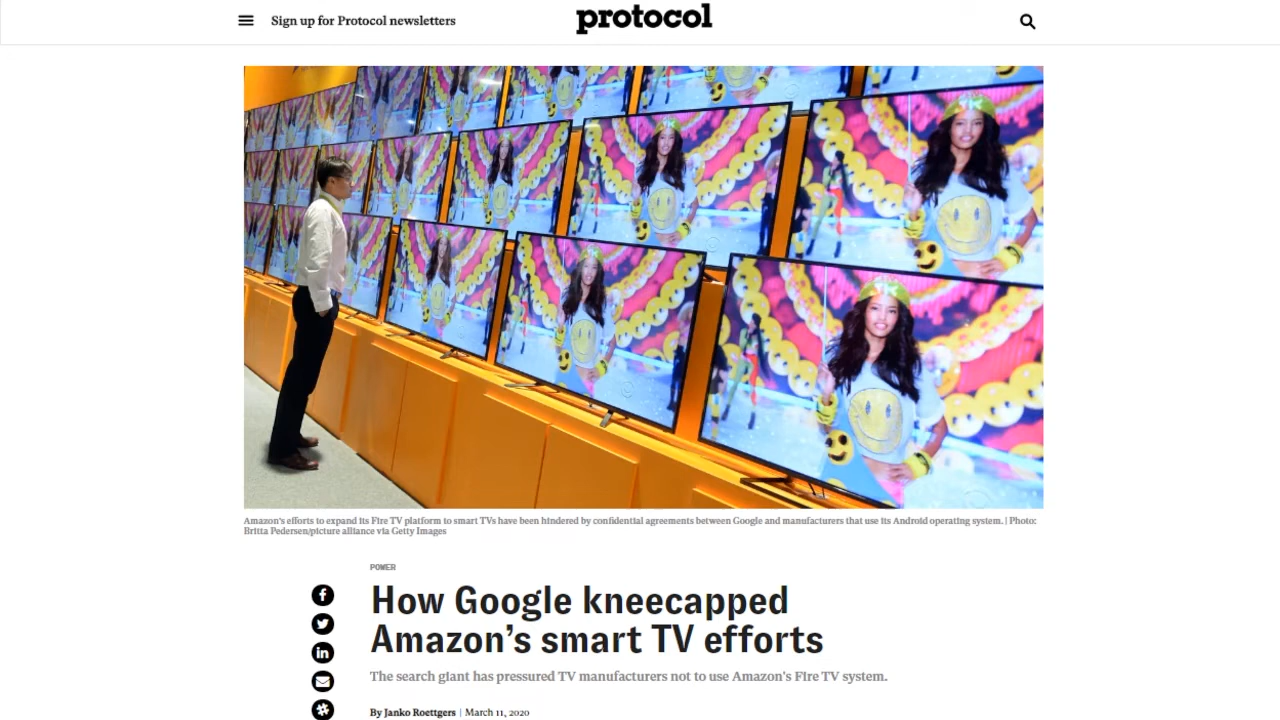 Sign up for Protocol newsletters
protocol
Amazon's efforts to expand its Fire TV platform to smart TVs have been hindered by confidential agreements between Google and manufacturers that use its Android operating system. | Photo:
Britta Pedersen/picture alliance via Getty Images
POWER
How Google kneecapped
Amazon's smart TV efforts
The search giant has pressured TV manufacturers not to use Amazon's Fire TV system.
By Janko Roettgers | March 11, 2020